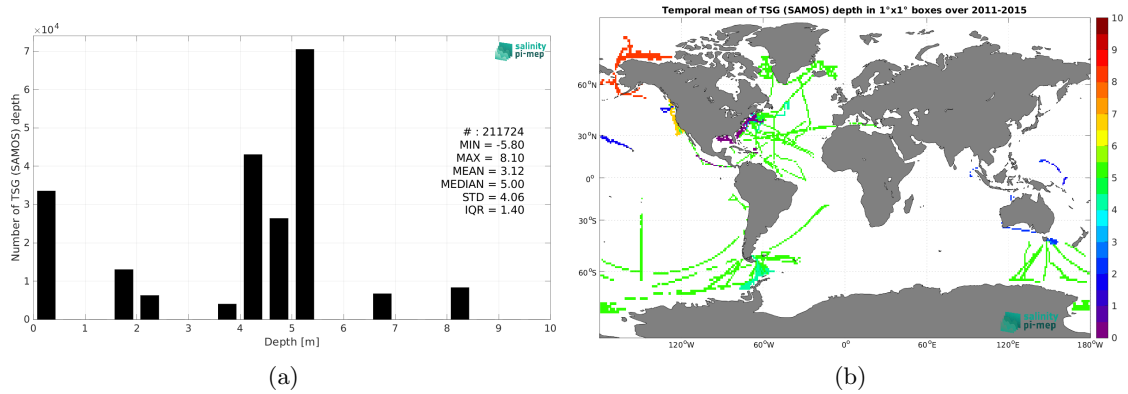 ×10⁴
7
6
5
4
3
2
1
0
Number of TSG (SAMOS) depth
0 1 2 3 4 5 6 7 8 9 10
Depth [m]
salinity
pi-mep
# : 211724
MIN = -5.80
MAX = 8.10
MEAN = 3.12
MEDIAN = 5.00
STD = 4.06
IQR = 1.40
(a)
Temporal mean of TSG (SAMOS) depth in 1°x1° boxes over 2011-2015
60°N
30°N
0°
30°S
60°S
120°W 60°W 0° 60°E 120°E 180°W
salinity
pi-mep
10
9
8
7
6
5
4
3
2
1
0
(b)